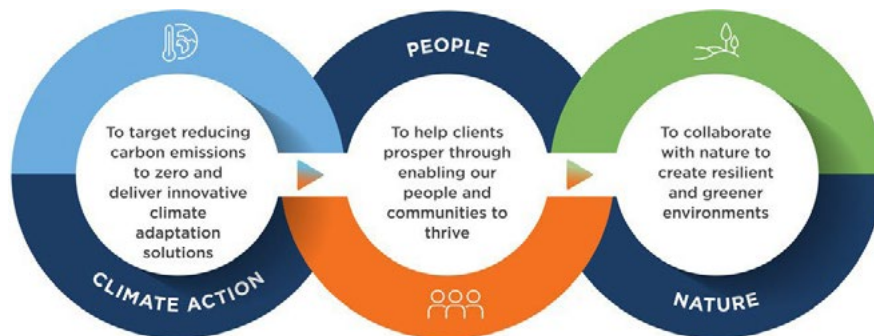 To target reducing
carbon emissions
to zero and
deliver innovative
climate
adaptation
solutions
CLIMATE ACTION
PEOPLE
To help clients
prosper through
enabling our
people and
communities to
thrive
To collaborate
with nature to
create resilient
and greener
environments
NATURE